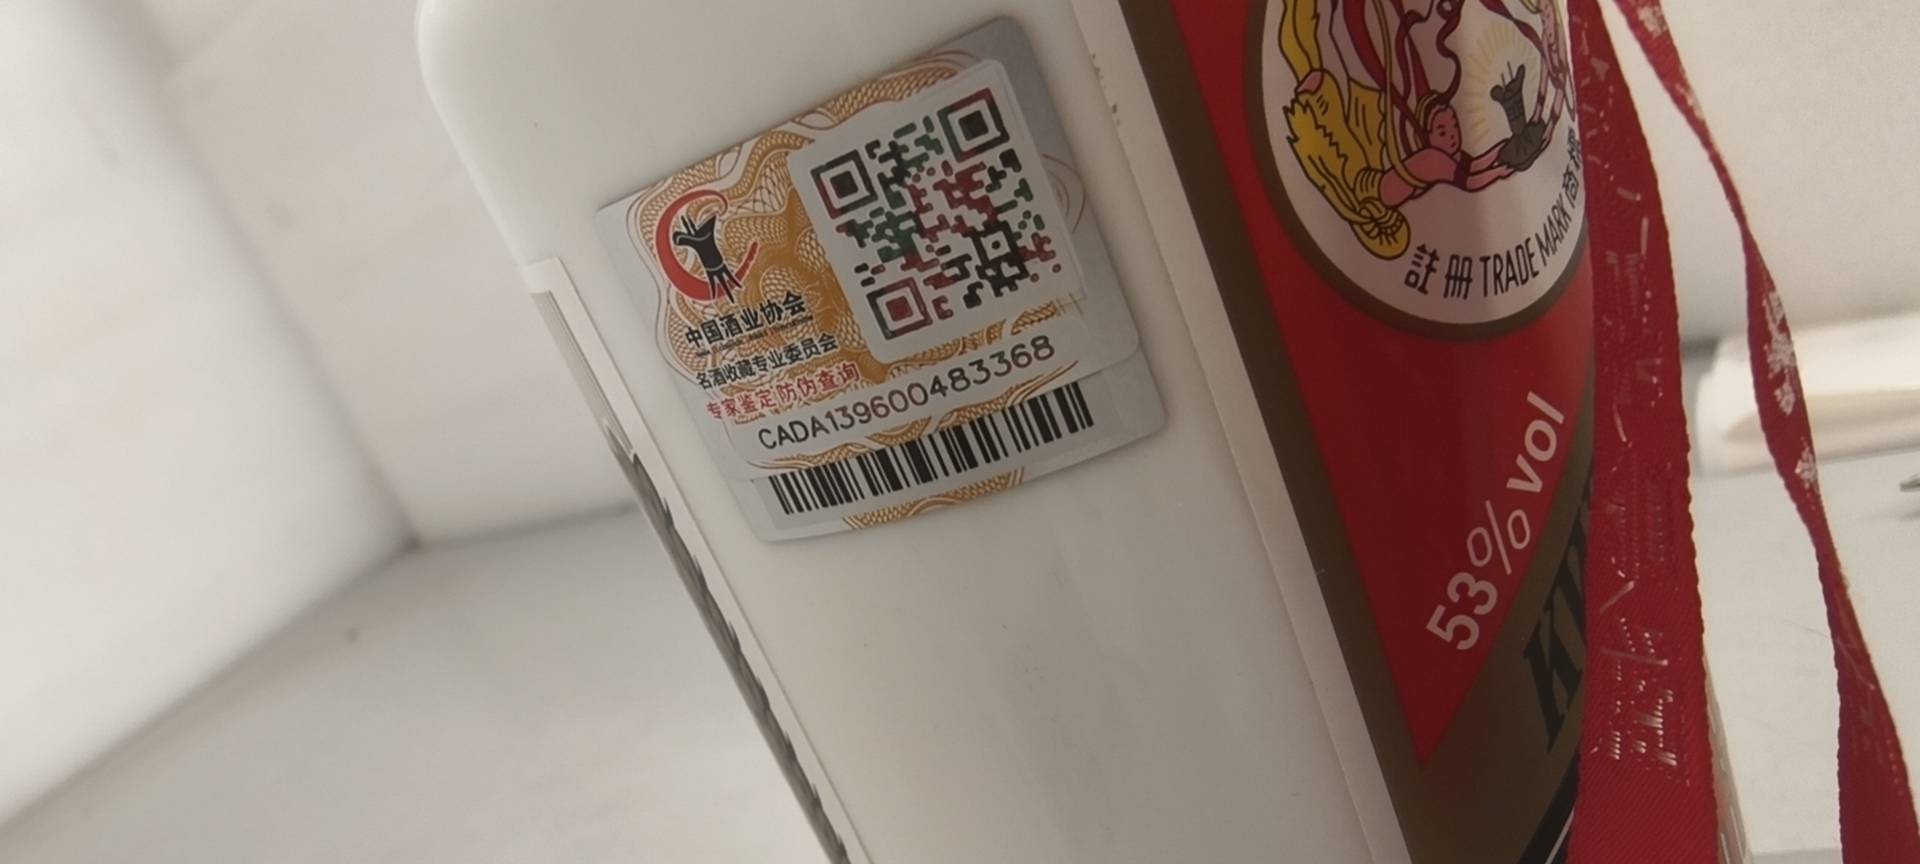 中国酒业协会
名酒收藏专业委员会
专家鉴定 防伪查询
CADA139600483368
註册 TRADE MARK 商標
53% vol